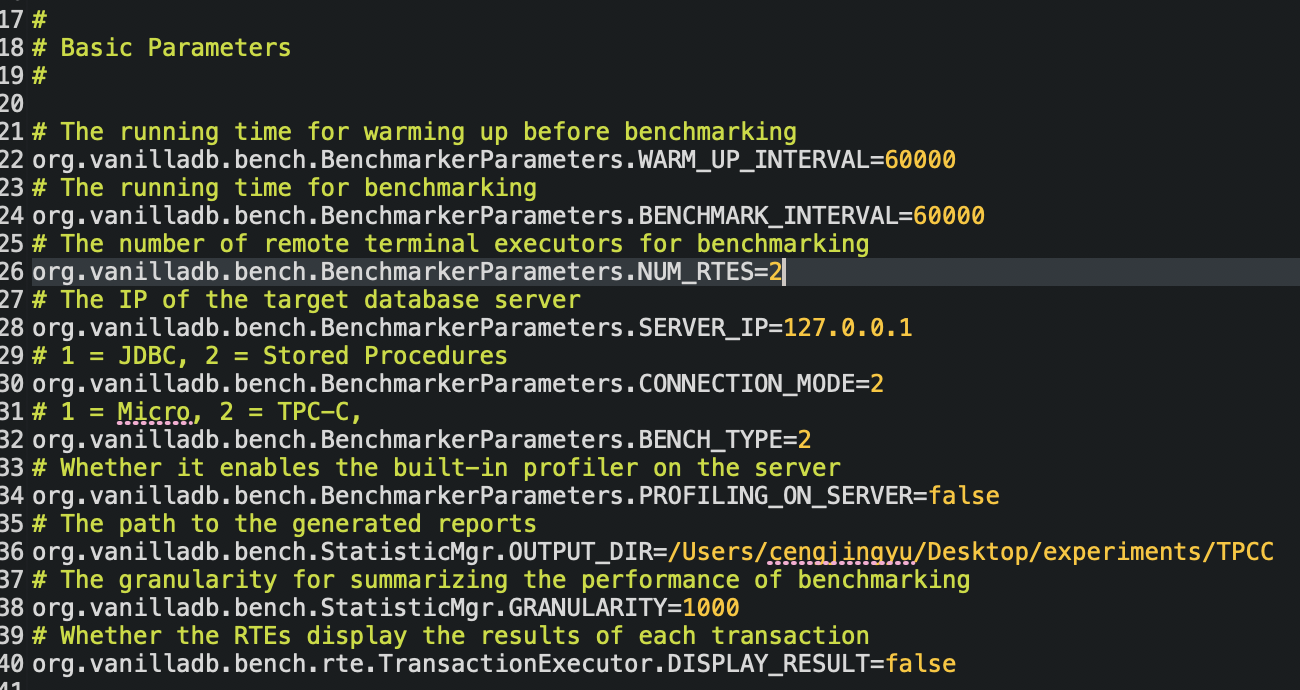 17 #
18 # Basic Parameters
19 #
20
21 # The running time for warming up before benchmarking
22 org.vanilladb.bench.BenchmarkerParameters.WARM_UP_INTERVAL=60000
23 # The running time for benchmarking
24 org.vanilladb.bench.BenchmarkerParameters.BENCHMARK_INTERVAL=60000
25 # The number of remote terminal executors for benchmarking
26 org.vanilladb.bench.BenchmarkerParameters.NUM_RTES=2
27 # The IP of the target database server
28 org.vanilladb.bench.BenchmarkerParameters.SERVER_IP=127.0.0.1
29 # 1 = JDBC, 2 = Stored Procedures
30 org.vanilladb.bench.BenchmarkerParameters.CONNECTION_MODE=2
31 # 1 = Micro, 2 = TPC-C,
32 org.vanilladb.bench.BenchmarkerParameters.BENCH_TYPE=2
33 # Whether it enables the built-in profiler on the server
34 org.vanilladb.bench.BenchmarkerParameters.PROFILING_ON_SERVER=false
35 # The path to the generated reports
36 org.vanilladb.bench.StatisticMgr.OUTPUT_DIR=/Users/cengjingyu/Desktop/experiments/TPCC
37 # The granularity for summarizing the performance of benchmarking
38 org.vanilladb.bench.StatisticMgr.GRANULARITY=1000
39 # Whether the RTEs display the results of each transaction
40 org.vanilladb.bench.rte.TransactionExecutor.DISPLAY_RESULT=false
41